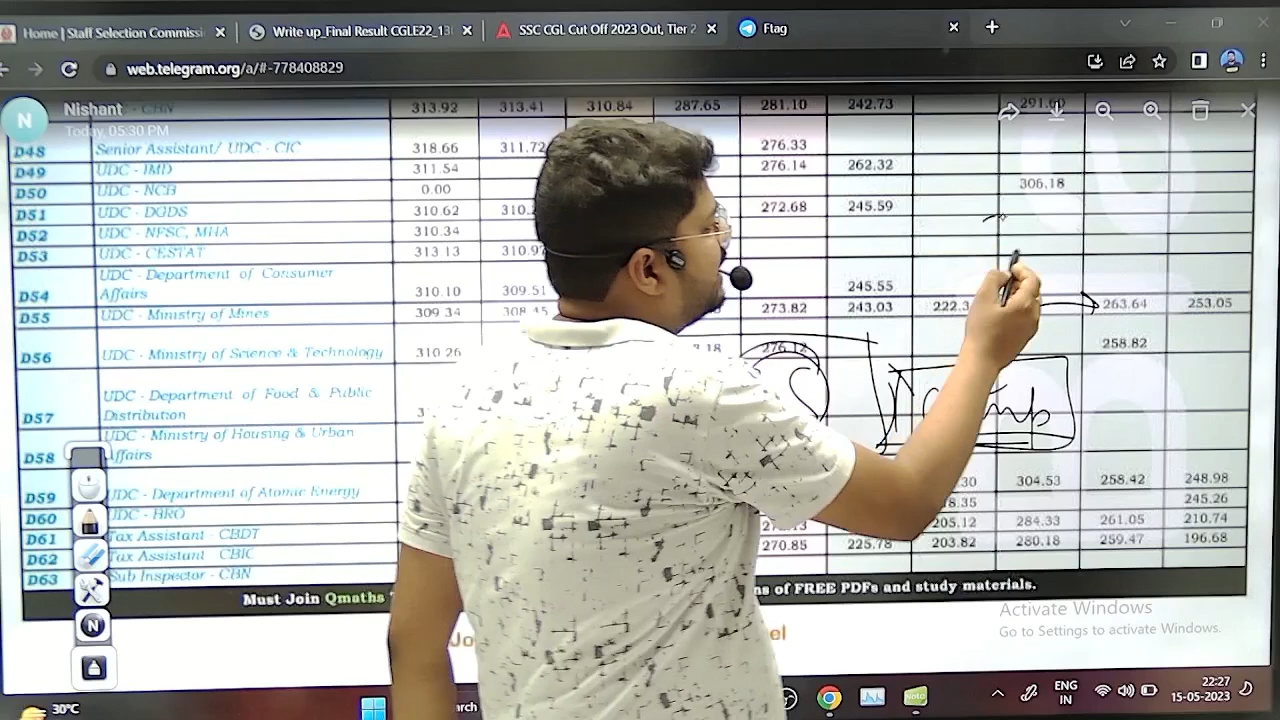 Home | Staff Selection Commissi
Write up_Final Result CGLE22_13
SSC CGL Cut Off 2023 Out, Tier 2
Flag
web.telegram.org/a/#-778408829
N
Nishant
Today, 05:30 PM
CBN 313.92 313.41 310.84 287.65 281.10 242.73
D48 Senior Assistant/ UDC - CIC 318.66 311.72 276.33
D49 UDC - IMD 311.54 276.14 262.32
D50 UDC - NCB 0.00 306.18
D51 UDC - DGDS 310.62 272.68 245.59
D52 UDC - NFSC, MHA 310.34
D53 UDC - CESTAT 313.13 310.97
D54 UDC - Department of Consumer
Affairs 310.10 309.51 245.55
D55 UDC - Ministry of Mines 309.34 308.45 273.82 243.03 263.64 253.05
D56 UDC - Ministry of Science & Technology 310.26 276.12 258.82
D57 UDC - Department of Food & Public
Distribution
D58 UDC - Ministry of Housing & Urban
Affairs
D59 UDC - Department of Atomic Energy 304.53 258.42 248.98
D60 UDC - BRO 245.26
D61 Tax Assistant - CBDT 205.12 284.33 261.05 210.74
D62 Tax Assistant CBIC 270.85 225.78 203.82 280.18 259.47 196.68
D63 Sub Inspector - CBN
Must Join Qmaths
of FREE PDFs and study materials.
Activate Windows
Go to Settings to activate Windows.
30°C
ENG
IN
22:27
15-05-2023